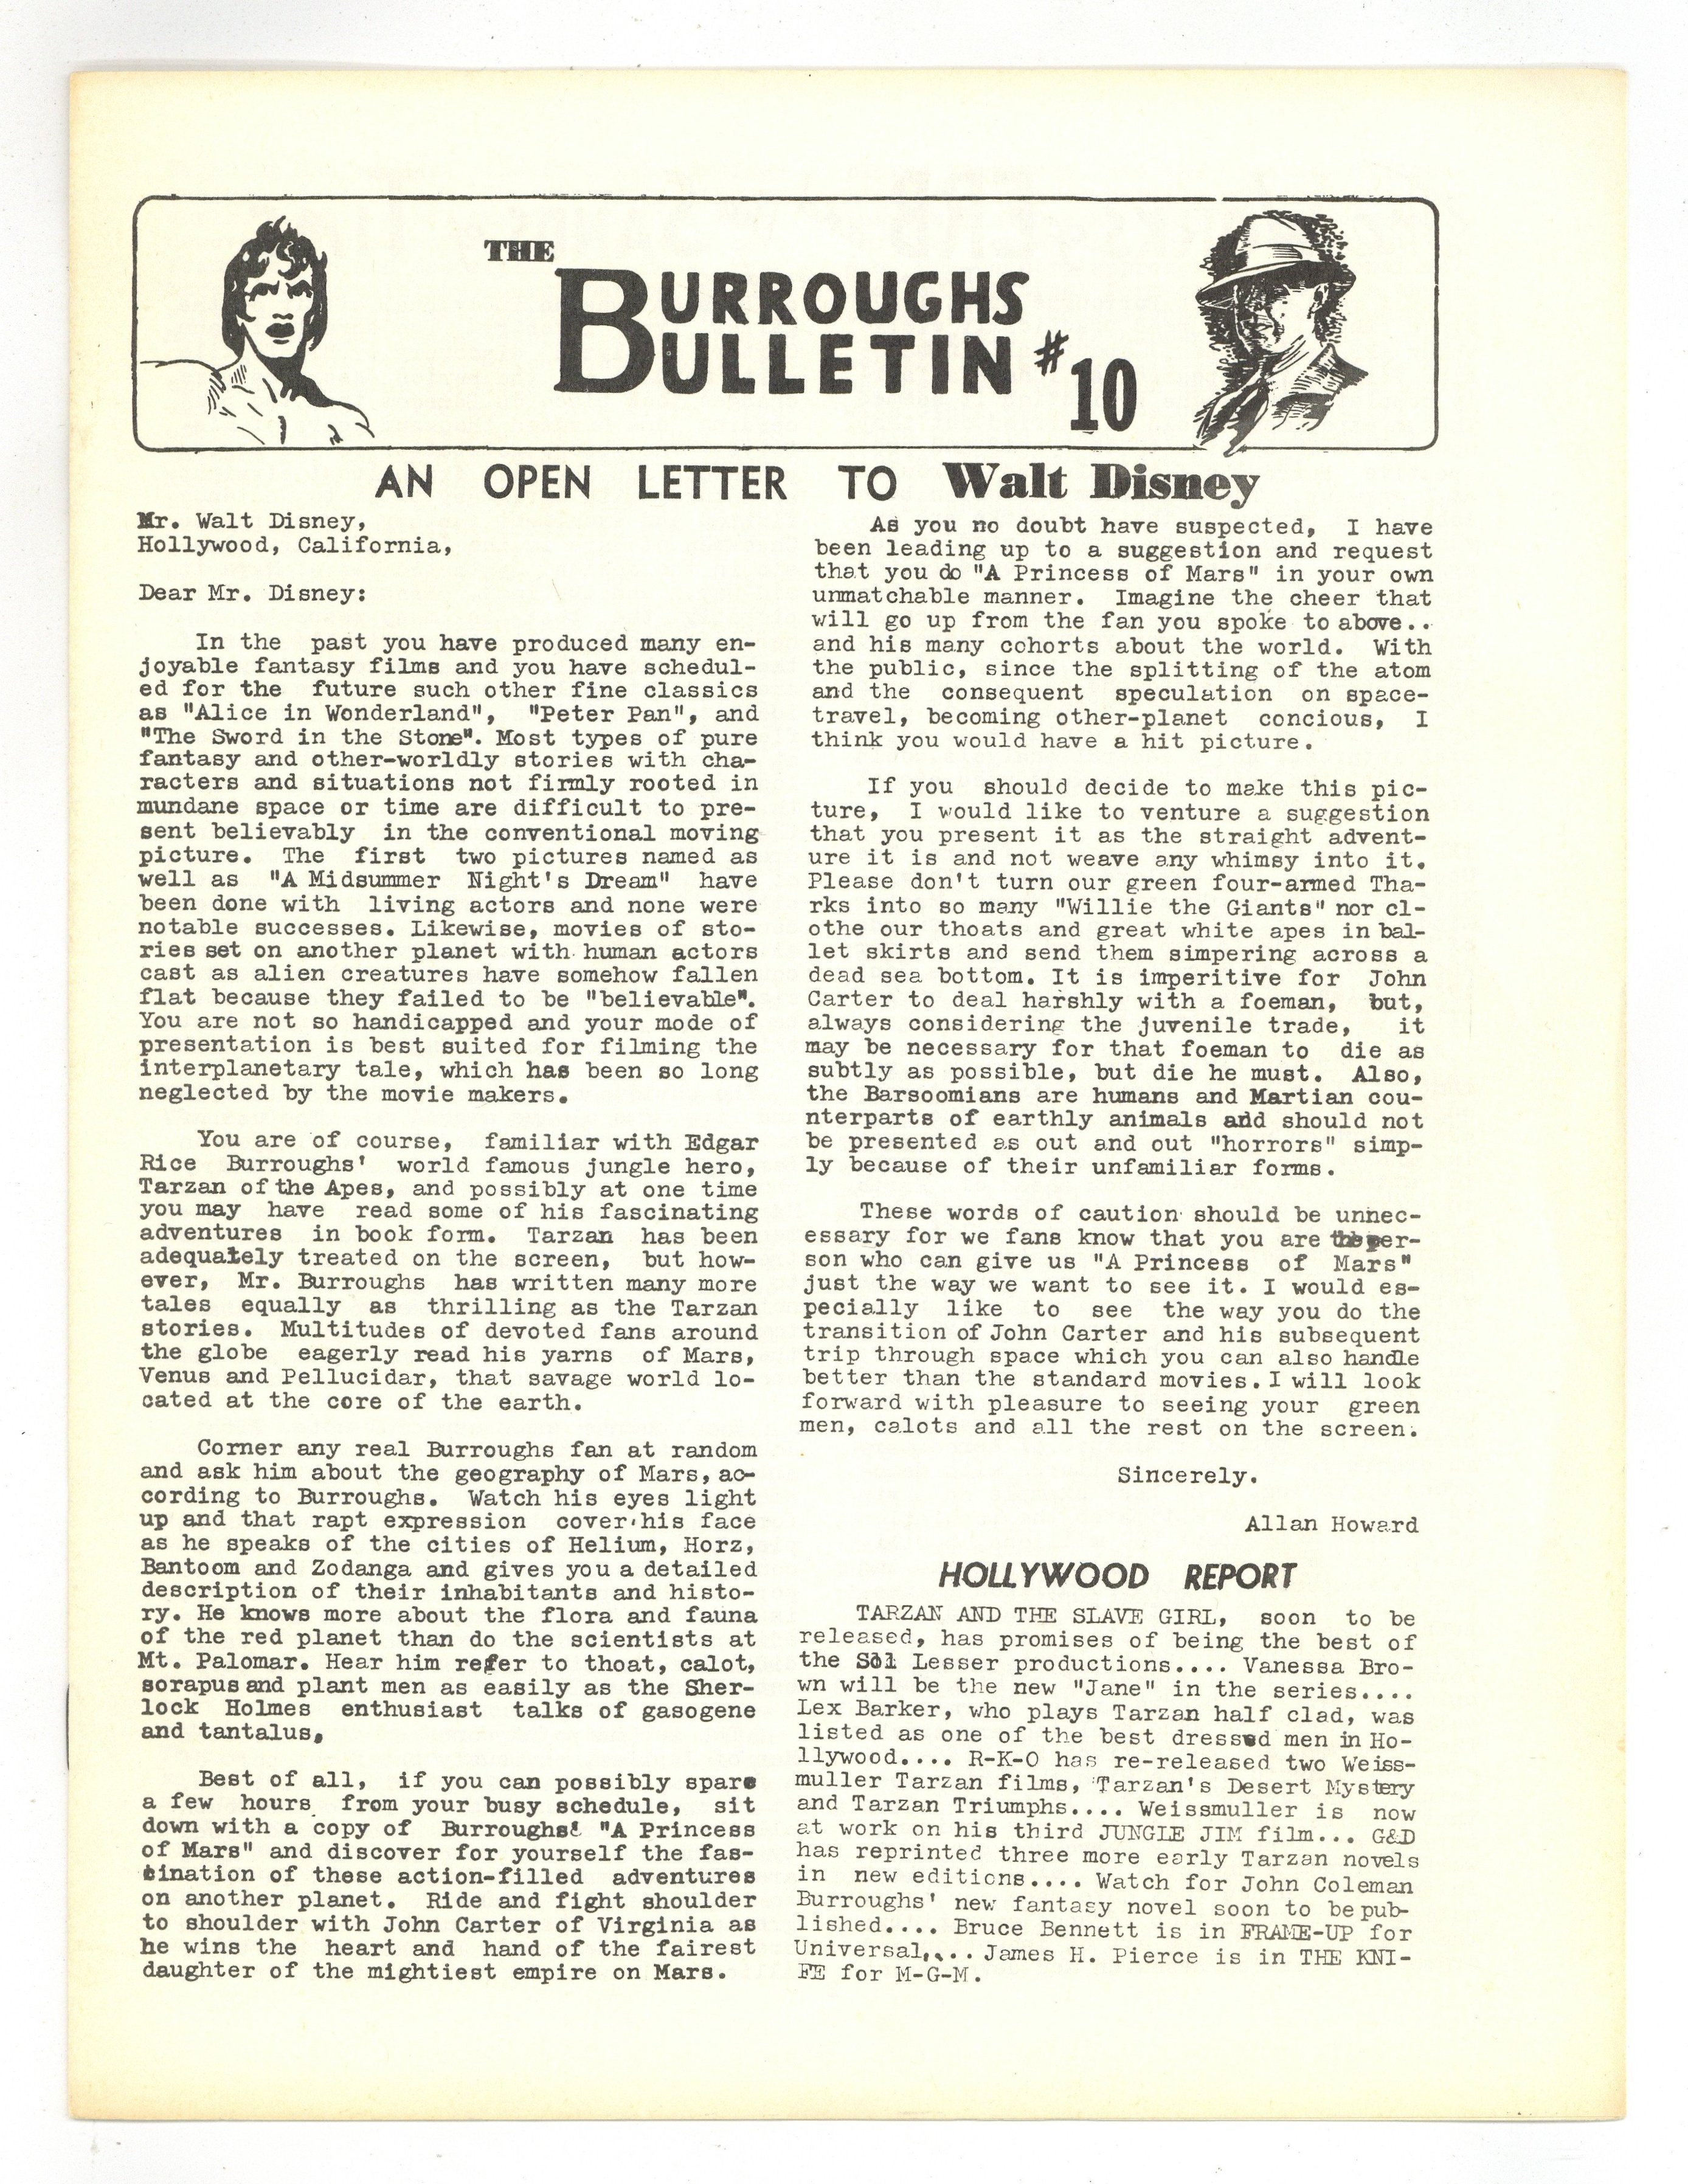 THE
BURROUGHS
BULLETIN #10
AN OPEN LETTER TO Walt Disney
Mr. Walt Disney,
Hollywood, California,
Dear Mr. Disney:
In the past you have produced many en-
joyable fantasy films and you have schedul-
ed for the future such other fine classics
as "Alice in Wonderland", "Peter Pan", and
"The Sword in the Stone". Most types of pure
fantasy and other-worldly stories with cha-
racters and situations not firmly rooted in
mundane space or time are difficult to pre-
sent believably in the conventional moving
picture. The first two pictures named as
well as "A Midsummer Night's Dream" have
been done with living actors and none were
notable successes. Likewise, movies of sto-
ries set on another planet with human actors
cast as alien creatures have somehow fallen
flat because they failed to be "believable".
You are not so handicapped and your mode of
presentation is best suited for filming the
interplanetary tale, which has been so long
neglected by the movie makers.
You are of course, familiar with Edgar
Rice Burroughs' world famous jungle hero,
Tarzan of the Apes, and possibly at one time
you may have read some of his fascinating
adventures in book form. Tarzan has been
adequately treated on the screen, but how-
ever, Mr. Burroughs has written many more
tales equally as thrilling as the Tarzan
stories. Multitudes of devoted fans around
the globe eagerly read his yarns of Mars,
Venus and Pellucidar, that savage world lo-
cated at the core of the earth.
Corner any real Burroughs fan at random
and ask him about the geography of Mars, ac-
cording to Burroughs. Watch his eyes light
up and that rapt expression cover his face
as he speaks of the cities of Helium, Horz,
Bantoom and Zodanga and gives you a detailed
description of their inhabitants and histo-
ry. He knows more about the flora and fauna
of the red planet than do the scientists at
Mt. Palomar. Hear him refer to thoat, calot,
sorapus and plant men as easily as the Sher-
lock Holmes enthusiast talks of gasogene
and tantalus,
Best of all, if you can possibly spare
a few hours from your busy schedule, sit
down with a copy of Burroughs' "A Princess
of Mars" and discover for yourself the fas-
cination of these action-filled adventures
on another planet. Ride and fight shoulder
to shoulder with John Carter of Virginia as
he wins the heart and hand of the fairest
daughter of the mightiest empire on Mars.
As you no doubt have suspected, I have
been leading up to a suggestion and request
that you do "A Princess of Mars" in your own
unmatchable manner. Imagine the cheer that
will go up from the fan you spoke to above..
and his many cohorts about the world. With
the public, since the splitting of the atom
and the consequent speculation on space-
travel, becoming other-planet concious, I
think you would have a hit picture.
If you should decide to make this pic-
ture, I would like to venture a suggestion
that you present it as the straight advent-
ure it is and not weave any whimsy into it.
Please don't turn our green four-armed Tha-
rks into so many "Willie the Giants" nor cl-
othe our thoats and great white apes in bal-
let skirts and send them simpering across a
dead sea bottom. It is imperitive for John
Carter to deal harshly with a foeman, but,
always considering the juvenile trade, it
may be necessary for that foeman to die as
subtly as possible, but die he must. Also,
the Barsoomians are humans and Martian cou-
nterparts of earthly animals and should not
be presented as out and out "horrors" simp-
ly because of their unfamiliar forms.
These words of caution should be unnec-
essary for we fans know that you are the per-
son who can give us "A Princess of Mars"
just the way we want to see it. I would es-
pecially like to see the way you do the
transition of John Carter and his subsequent
trip through space which you can also handle
better than the standard movies. I will look
forward with pleasure to seeing your green
men, calots and all the rest on the screen.
Sincerely.
Allan Howard
HOLLYWOOD REPORT
TARZAN AND THE SLAVE GIRL, soon to be
released, has promises of being the best of
the Sol Lesser productions.... Vanessa Bro-
wn will be the new "Jane" in the series....
Lex Barker, who plays Tarzan half clad, was
listed as one of the best dressed men in Ho-
llywood.... R-K-O has re-released two Weiss-
muller Tarzan films, Tarzan's Desert Mystery
and Tarzan Triumphs.... Weissmuller is now
at work on his third JUNGLE JIM film... G&D
has reprinted three more early Tarzan novels
in new editions.... Watch for John Coleman
Burroughs' new fantasy novel soon to be pub-
lished.... Bruce Bennett is in FRAME-UP for
Universal,... James H. Pierce is in THE KNI-
FE for M-G-M.